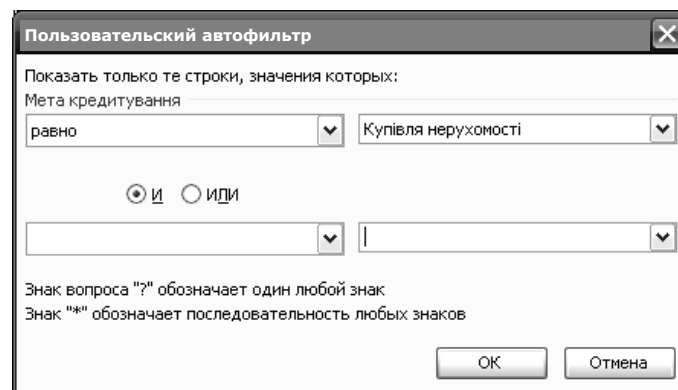 Пользовательский автофильтр
Показать только те строки, значения которых:
Мета кредитування
равно Купівля нерухомості
И ИЛИ
Знак вопроса "?" обозначает один любой знак
Знак "*" обозначает последовательность любых знаков
ОК Отмена